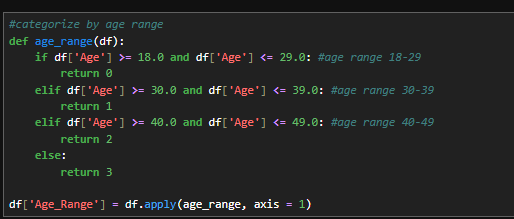 #categorize by age range
def age_range(df):
    if df['Age'] >= 18.0 and df['Age'] <= 29.0: #age range 18-29
        return 0
    elif df['Age'] >= 30.0 and df['Age'] <= 39.0: #age range 30-39
        return 1
    elif df['Age'] >= 40.0 and df['Age'] <= 49.0: #age range 40-49
        return 2
    else:
        return 3
df['Age_Range'] = df.apply(age_range, axis = 1)